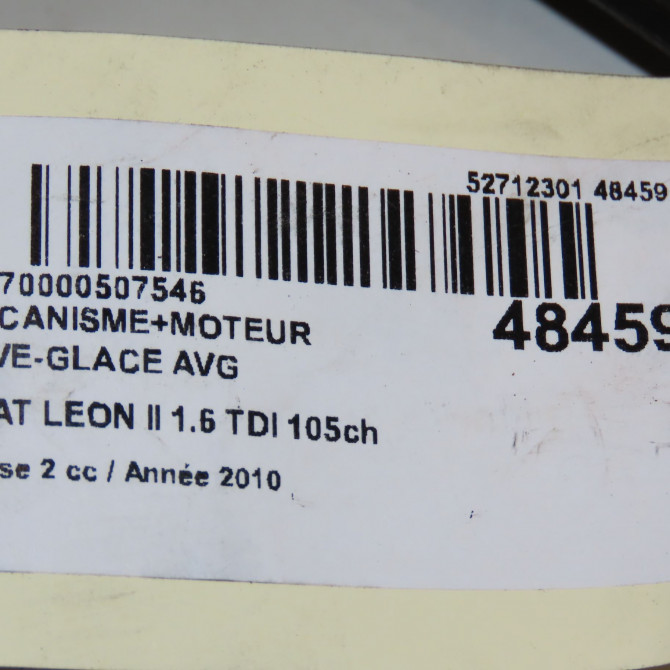 52712301 48459
70000507546
CANISME+MOTEUR
48459
VE-GLACE AVG
AT LEON II 1.6 TDI 105ch
se 2 cc / Année 2010